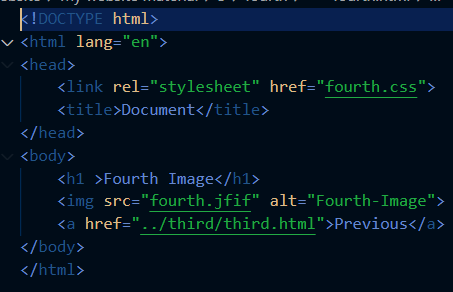 <!DOCTYPE html>
<html lang="en">
<head>
<link rel="stylesheet" href="fourth.css">
<title>Document</title>
</head>
<body>
<h1 >Fourth Image</h1>
<img src="fourth.jfif" alt="Fourth-Image">
<a href="../third/third.html">Previous</a>
</body>
</html>